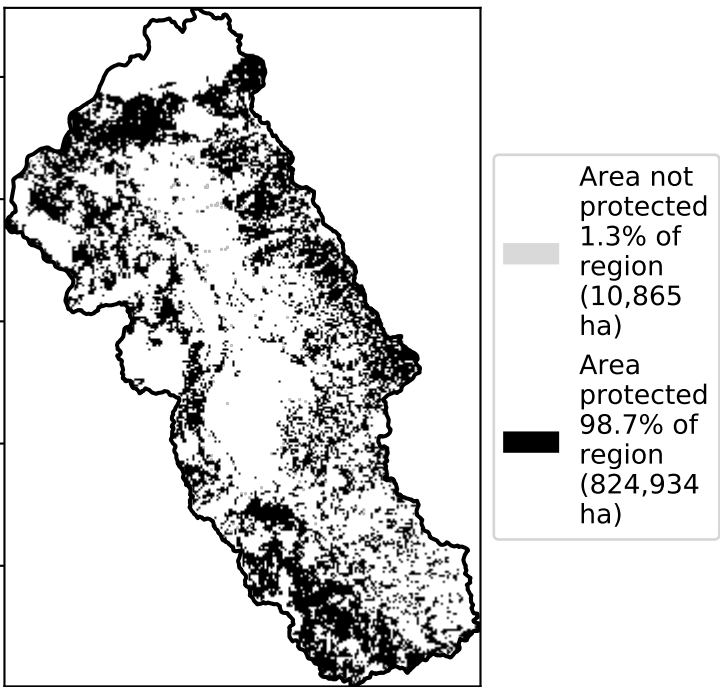 Area not
protected
1.3% of
region
(10,865
ha)
Area
protected
98.7% of
region
(824,934
ha)